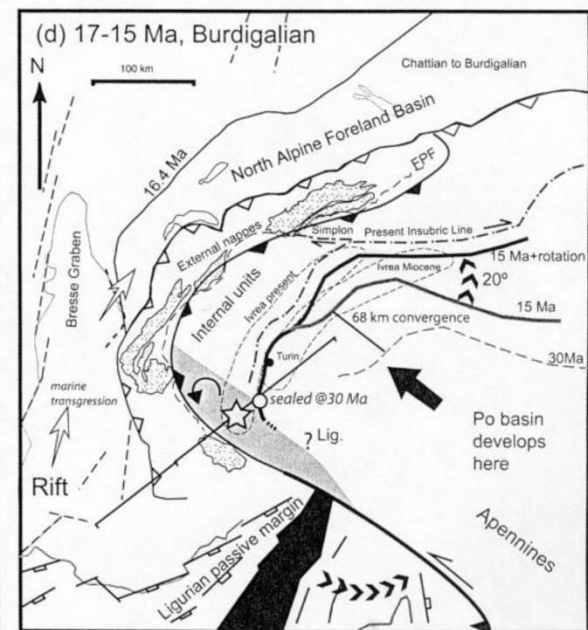 (d) 17-15 Ma, Burdigalian
N
100 km
Chattian to Burdigalian
16.4 Ma
North Alpine Foreland Basin
EPF
Simplon
Present Insubric Line
External nappes
15 Ma+rotation
Ivrea Miocene
20º
Bresse Graben
Internal units
Ivrea present
68 km convergence
15 Ma
Turin
30Ma
marine
transgression
sealed @30 Ma
Po basin
develops
here
? Lig.
Rift
Ligurian passive margin
Apennines